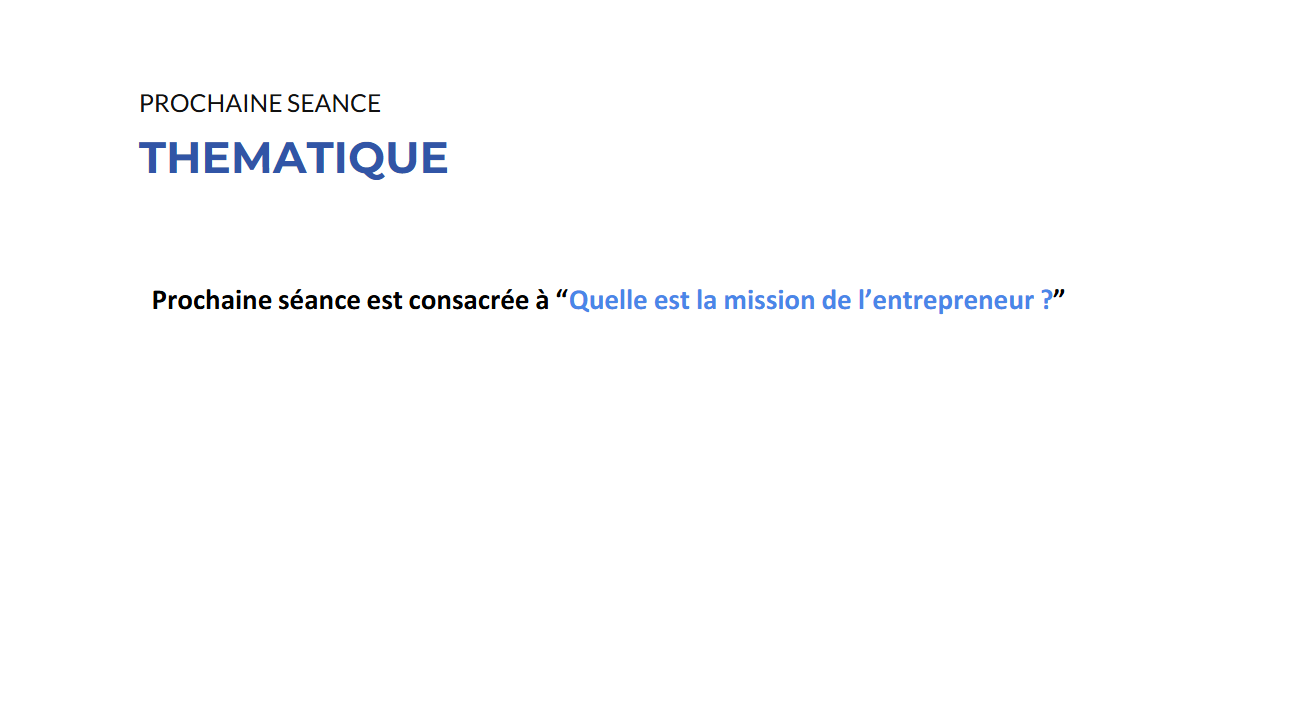 PROCHAINE SEANCE
THEMATIQUE
Prochaine séance est consacrée à “Quelle est la mission de l’entrepreneur ?”